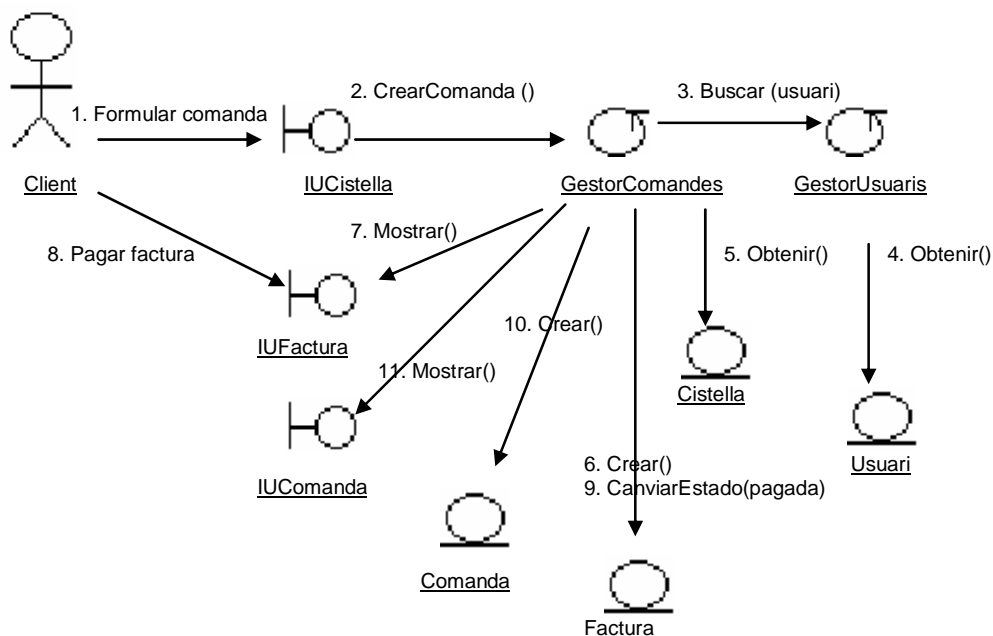 2. CrearComanda ()
3. Buscar (usuari)
1. Formular comanda
Client
IUCistella
GestorComandes
GestorUsuaris
7. Mostrar()
8. Pagar factura
5. Obtenir()
4. Obtenir()
10. Crear()
IUFactura
11. Mostrar()
Cistella
Usuari
6. Crear()
9. CanviarEstado(pagada)
IUComanda
Comanda
Factura